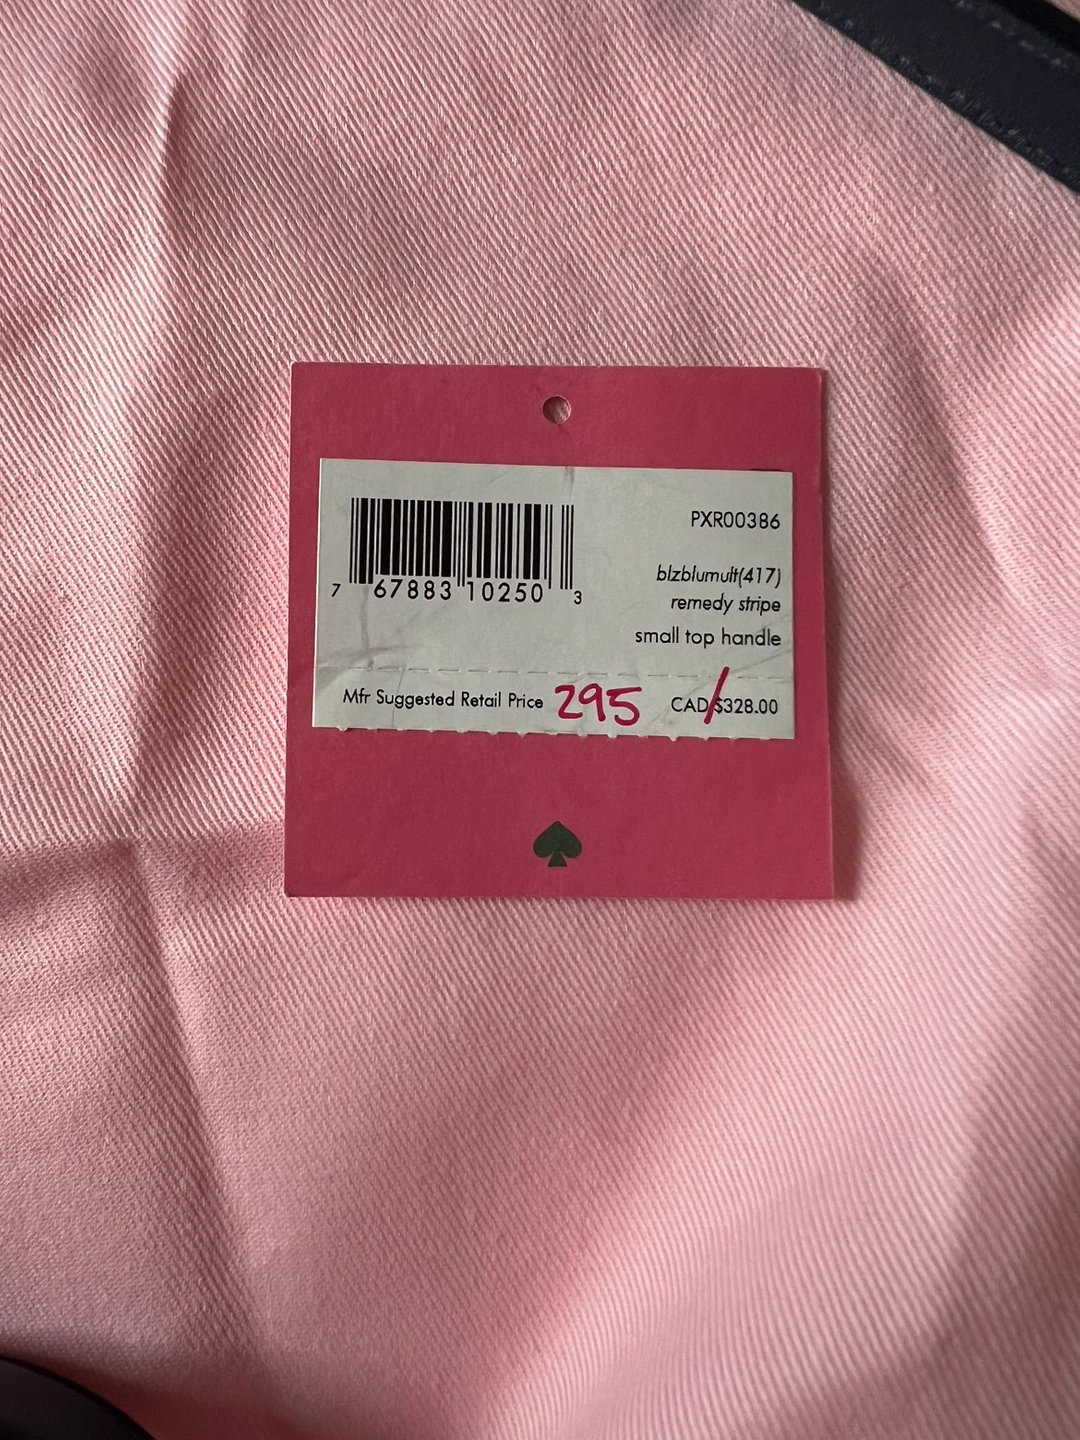 PXR00386
7 67883 10250 3
blzblumult(417)
remedy stripe
small top handle
Mfr Suggested Retail Price 295 CAD/$328.00